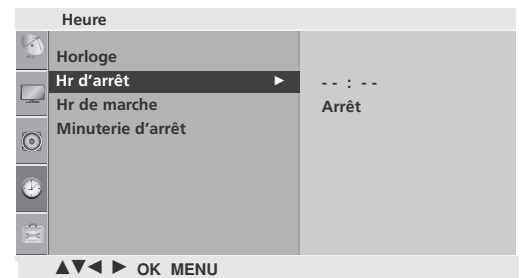 Heure
Horloge
Hr d’arrêt ► -- : --
Hr de marche Arrêt
Minuterie d’arrêt
▲▼◄ ► OK MENU